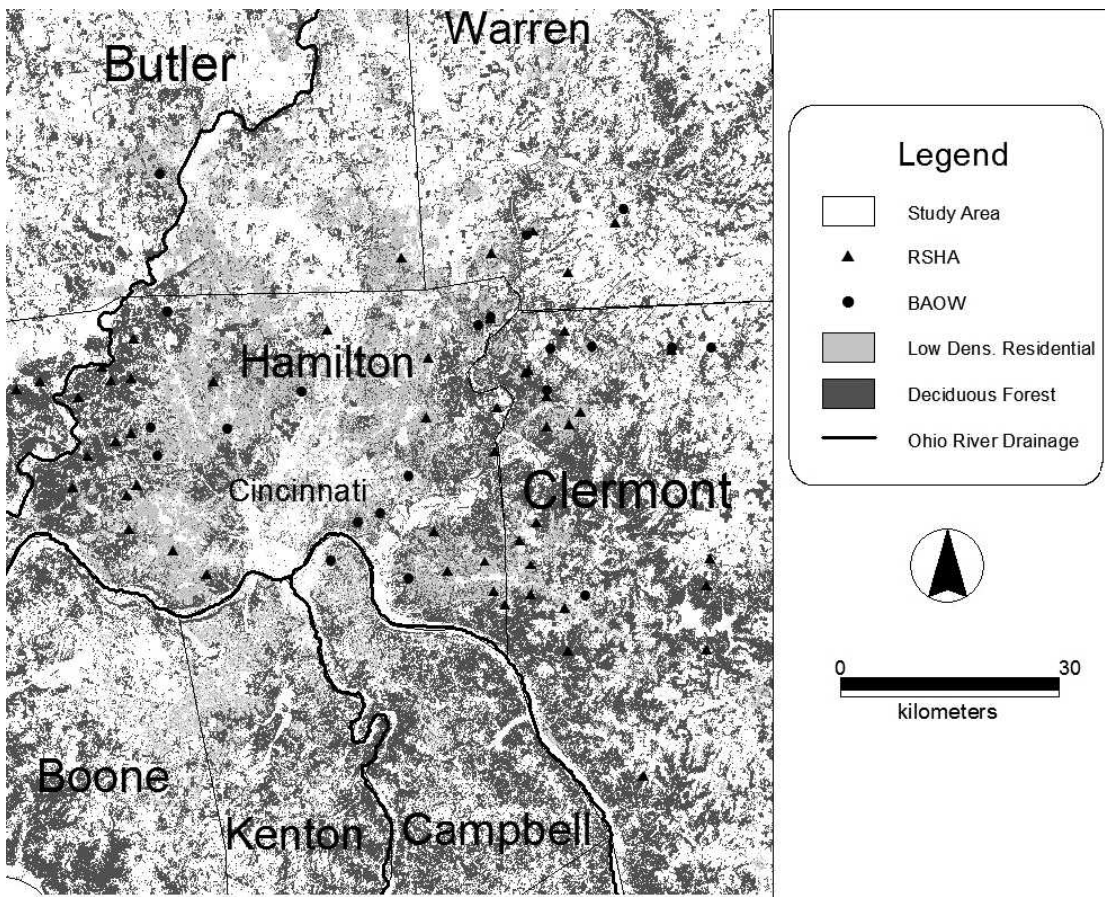 Warren
Butler
Hamilton
Cincinnati
Clermont
Boone
Kenton
Campbell
Legend
Study Area
RSHA
BAOW
Low Dens. Residential
Deciduous Forest
Ohio River Drainage
0 30
kilometers